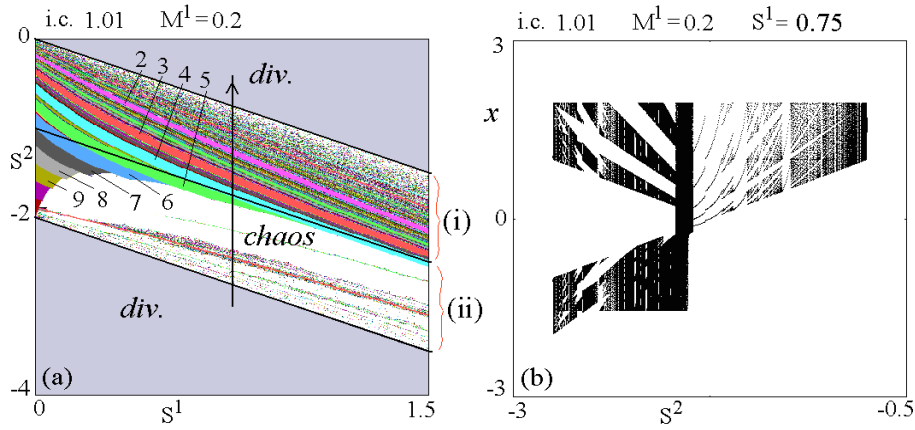 i.c. 1.01 M¹=0.2
0
2
3
4
5
div.
S²
-2
9
8
7
6
chaos
(i)
(ii)
div.
-4
(a)
0
S¹
1.5
i.c. 1.01 M¹=0.2 S¹=0.75
3
x
0
-3
(b)
-3
S²
-0.5